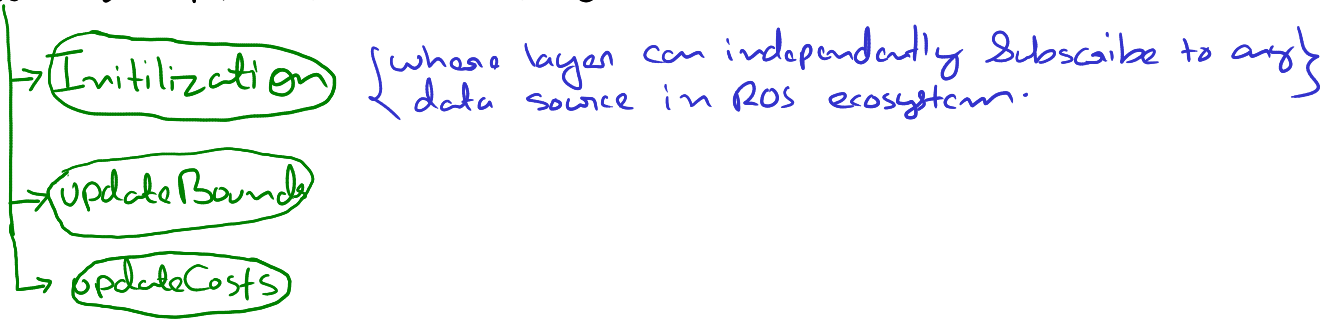 Initilization
{where layer can independently Subscribe to any}
data source in ROS ecosystem.
updateBounds
updateCosts